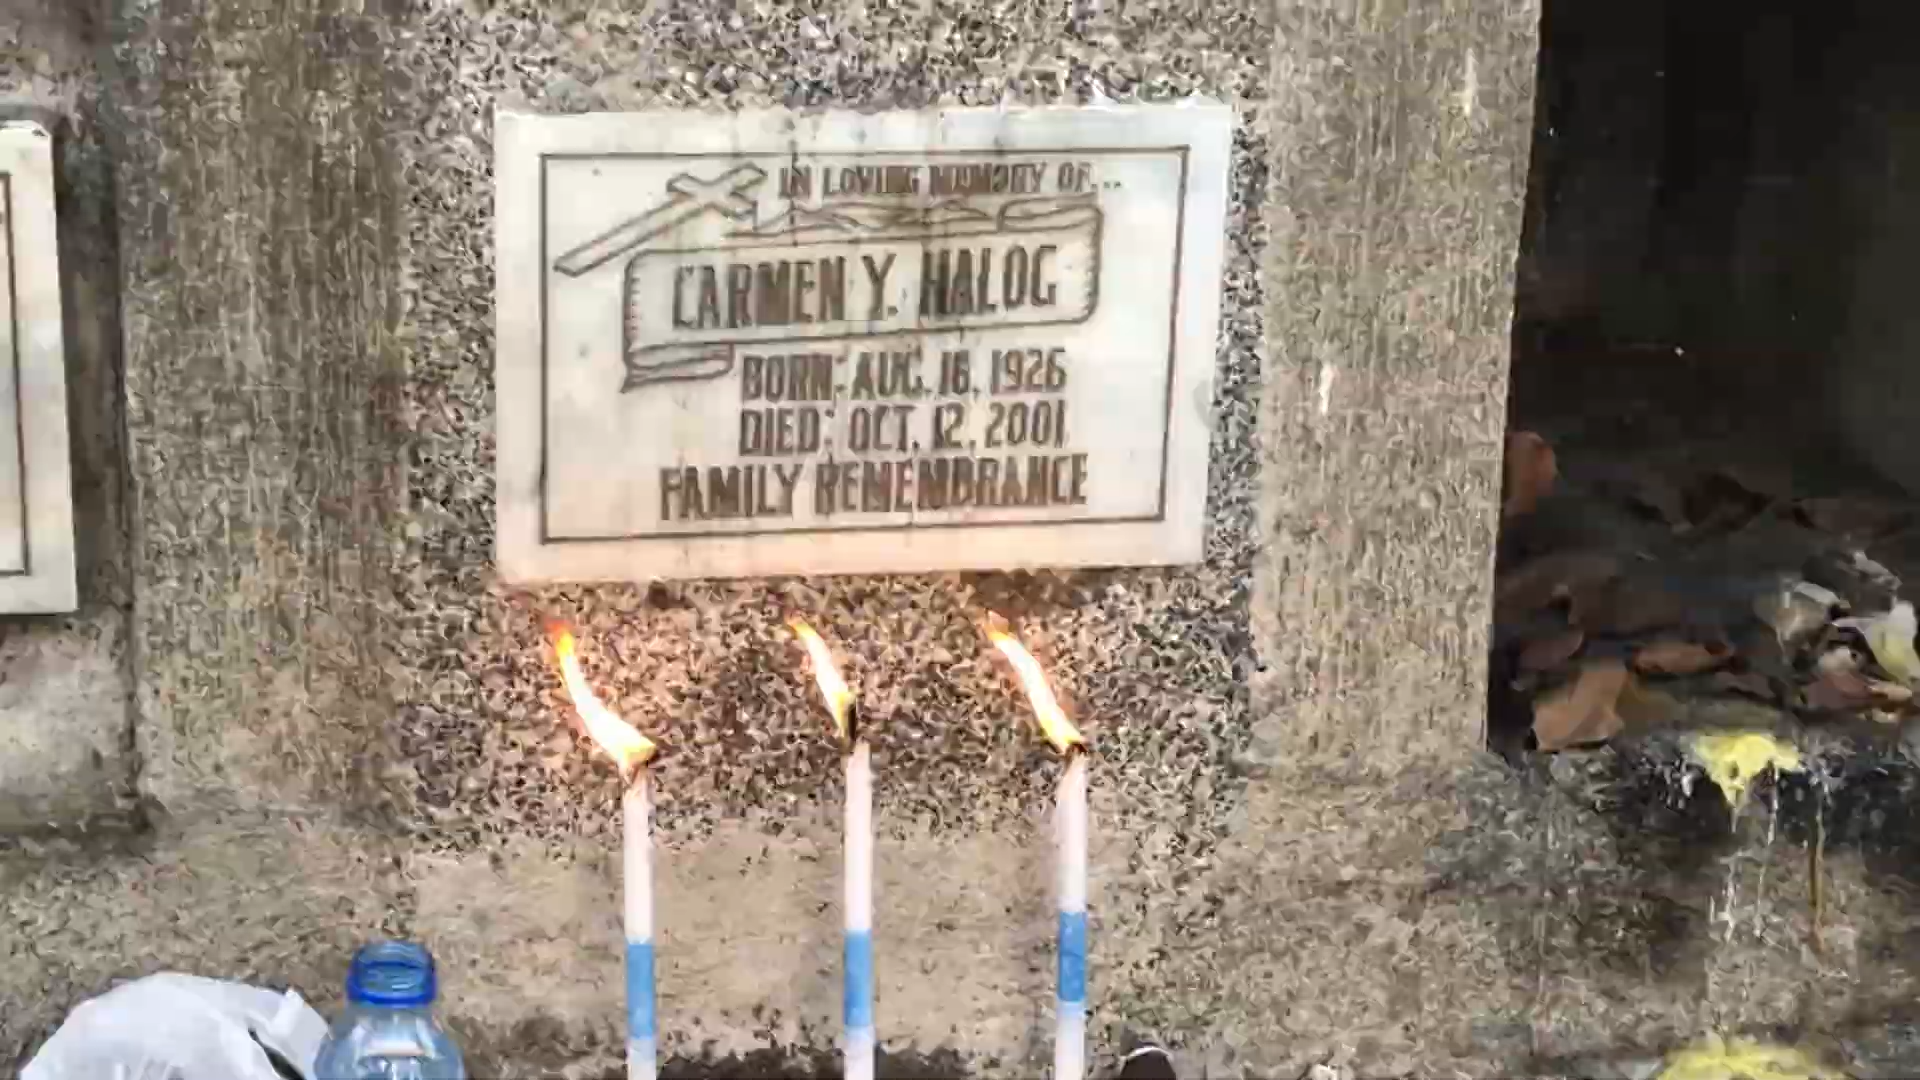 IN LOVING MEMORY OF...
CARMEN Y. HALOG
BORN: AUG. 16, 1926
DIED: OCT. 12, 2001
FAMILY REMEMBRANCE